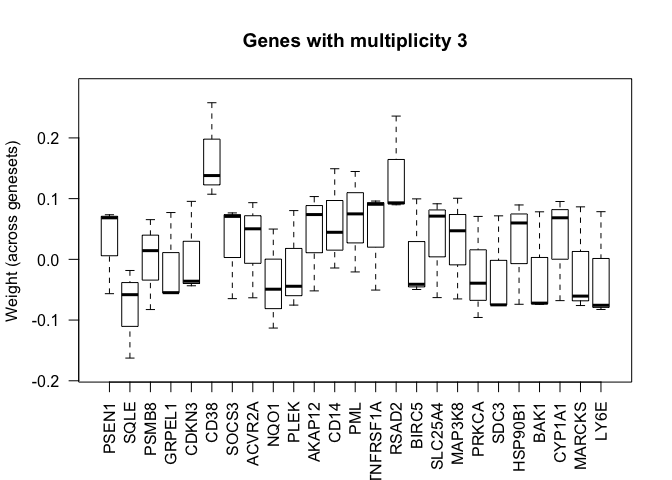 Genes with multiplicity 3
Weight (across genesets)
0.2
0.1
0.0
-0.1
-0.2
PSEN1
SQLE
PSMB8
GRPEL1
CDKN3
CD38
SOCS3
ACVR2A
NQO1
PLEK
AKAP12
CD14
PML
TNFRSF1A
RSAD2
BIRC5
SLC25A4
MAP3K8
PRKCA
SDC3
HSP90B1
BAK1
CYP1A1
MARCKS
LY6E